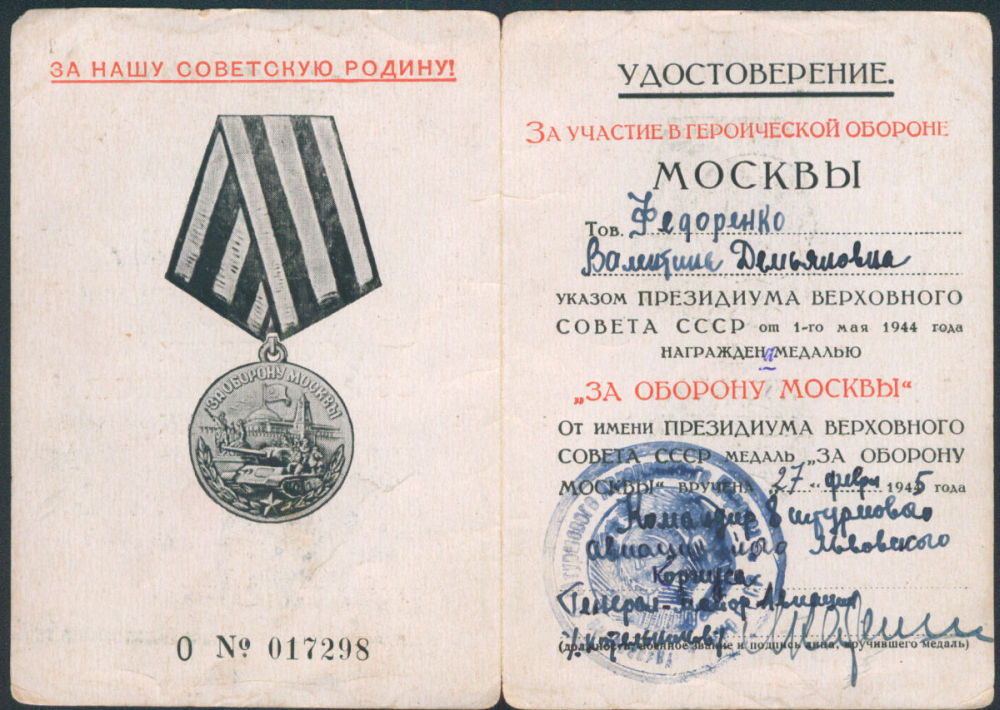 ЗА НАШУ СОВЕТСКУЮ РОДИНУ!
ЗА ОБОРОНУ МОСКВЫ
О № 017298
УДОСТОВЕРЕНИЕ.
ЗА УЧАСТИЕ В ГЕРОИЧЕСКОЙ ОБОРОНЕ
МОСКВЫ
Тов. Федоренко
Валентина Демьяновна
УКАЗОМ ПРЕЗИДИУМА ВЕРХОВНОГО
СОВЕТА СССР от 1-го мая 1944 года
НАГРАЖДЕНа МЕДАЛЬЮ
„ЗА ОБОРОНУ МОСКВЫ“
ОТ ИМЕНИ ПРЕЗИДИУМА ВЕРХОВНОГО
СОВЕТА СССР МЕДАЛЬ „ЗА ОБОРОНУ
МОСКВЫ“ ВРУЧЕНА „27“ февр 1945 года
Командир 8 штурмового
авиационного Львовского
Корпуса
Генерал-майор Авиации
(должность, военное звание и подпись лица, вручившего медаль)